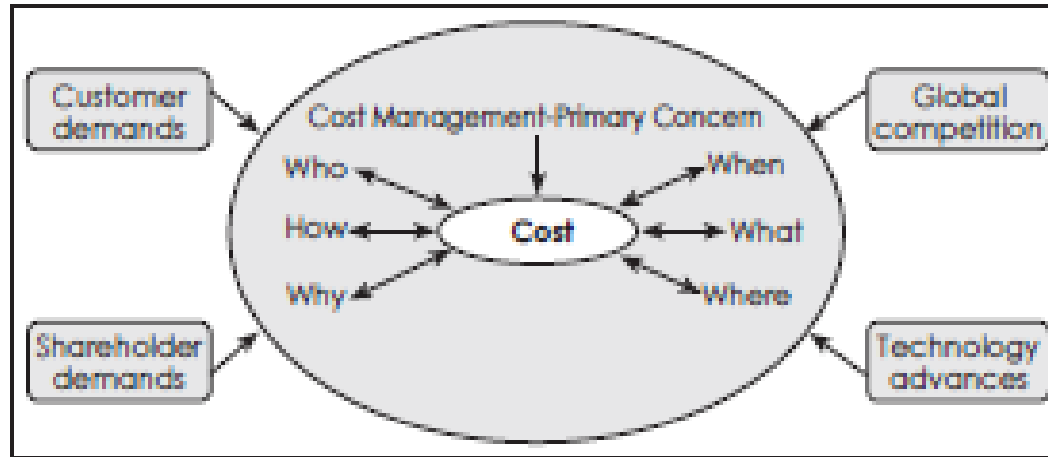 Customer
demands
Global
competition
Cost Management-Primary Concern
Who
When
How
Cost
What
Why
Where
Shareholder
demands
Technology
advances